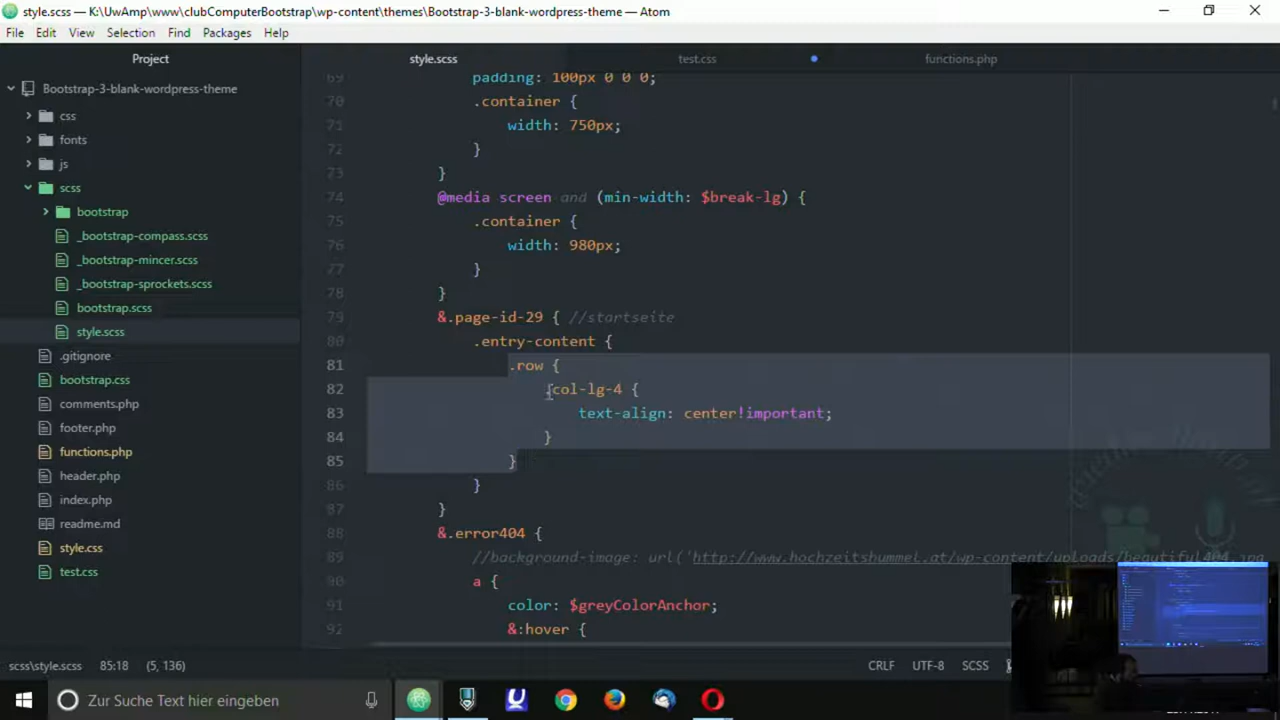 style.scss — K:\UwAmp\www\clubComputerBootstrap\wp-content\themes\Bootstrap-3-blank-wordpress-theme — Atom
File Edit View Selection Find Packages Help
Project
style.scss
test.css
functions.php
Bootstrap-3-blank-wordpress-theme
css
fonts
js
scss
bootstrap
_bootstrap-compass.scss
_bootstrap-mincer.scss
_bootstrap-sprockets.scss
bootstrap.scss
style.scss
.gitignore
bootstrap.css
comments.php
footer.php
functions.php
header.php
index.php
readme.md
style.css
test.css
69 padding: 100px 0 0 0;
70 .container {
71 width: 750px;
72 }
73 }
74 @media screen and (min-width: $break-lg) {
75 .container {
76 width: 980px;
77 }
78 }
79 &.page-id-29 { //startseite
80 .entry-content {
81 .row {
82 .col-lg-4 {
83 text-align: center!important;
84 }
85 }
86 }
87 }
88 &.error404 {
89 //background-image: url('http://www.hochzeitshummel.at/wp-content/uploads/beautiful404.jpg
90 a {
91 color: $greyColorAnchor;
92 &:hover {
scss\style.scss 85:18 (5, 136)
CRLF UTF-8 SCSS
Zur Suche Text hier eingeben